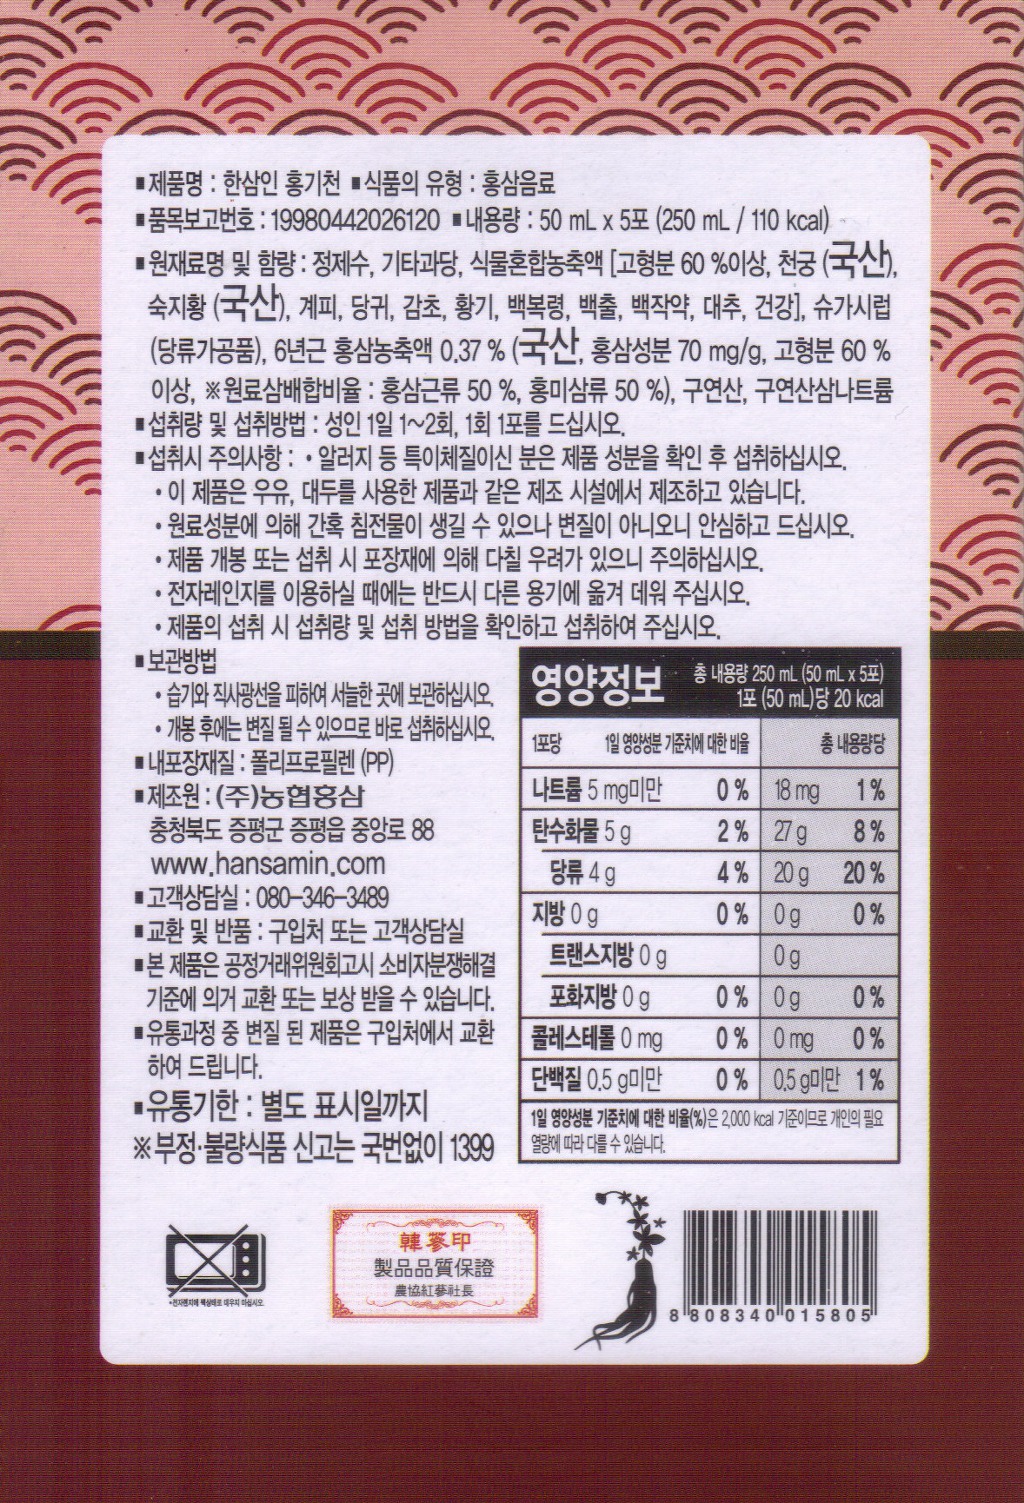 ■제품명 : 한삼인 홍기천 ■식품의 유형 : 홍삼음료
■품목보고번호 : 19980442026120 ■내용량 : 50 mL x 5포 (250 mL / 110 kcal)
■원재료명 및 함량 : 정제수, 기타과당, 식물혼합농축액 [고형분 60 %이상, 천궁 (국산),
숙지황 (국산), 계피, 당귀, 감초, 황기, 백복령, 백출, 백작약, 대추, 건강], 슈가시럽
(당류가공품), 6년근 홍삼농축액 0.37 % (국산, 홍삼성분 70 mg/g, 고형분 60 %
이상, ※원료삼배합비율 : 홍삼근류 50 %, 홍미삼류 50 %), 구연산, 구연산삼나트륨
■섭취량 및 섭취방법 : 성인 1일 1~2회, 1회 1포를 드십시오.
■섭취시 주의사항 : • 알러지 등 특이체질이신 분은 제품 성분을 확인 후 섭취하십시오.
• 이 제품은 우유, 대두를 사용한 제품과 같은 제조 시설에서 제조하고 있습니다.
• 원료성분에 의해 간혹 침전물이 생길 수 있으나 변질이 아니오니 안심하고 드십시오.
• 제품 개봉 또는 섭취 시 포장재에 의해 다칠 우려가 있으니 주의하십시오.
• 전자레인지를 이용하실 때에는 반드시 다른 용기에 옮겨 데워 주십시오.
• 제품의 섭취 시 섭취량 및 섭취 방법을 확인하고 섭취하여 주십시오.
■보관방법
• 습기와 직사광선을 피하여 서늘한 곳에 보관하십시오.
• 개봉 후에는 변질 될 수 있으므로 바로 섭취하십시오.
■내포장재질 : 폴리프로필렌 (PP)
■제조원 : (주)농협홍삼
충청북도 증평군 증평읍 중앙로 88
www.hansamin.com
■고객상담실 : 080-346-3489
■교환 및 반품 : 구입처 또는 고객상담실
■본 제품은 공정거래위원회고시 소비자분쟁해결
기준에 의거 교환 또는 보상 받을 수 있습니다.
■유통과정 중 변질 된 제품은 구입처에서 교환
하여 드립니다.
■유통기한 : 별도 표시일까지
※부정·불량식품 신고는 국번없이 1399
영양정보 총 내용량 250 mL (50 mL x 5포)
1포 (50 mL)당 20 kcal
1포당 1일 영양성분 기준치에 대한 비율 총 내용량당
나트륨 5 mg미만 0 % 18 mg 1 %
탄수화물 5 g 2 % 27 g 8 %
당류 4 g 4 % 20 g 20 %
지방 0 g 0 % 0 g 0 %
트랜스지방 0 g 0 g
포화지방 0 g 0 % 0 g 0 %
콜레스테롤 0 mg 0 % 0 mg 0 %
단백질 0.5 g미만 0 % 0.5 g미만 1 %
1일 영양성분 기준치에 대한 비율(%)은 2,000 kcal 기준이므로 개인의 필요
열량에 따라 다를 수 있습니다.
*전자렌지에 팩상태로 데우지 마십시오.
韓蔘印
製品品質保證
農協紅蔘社長
8 808340 015805